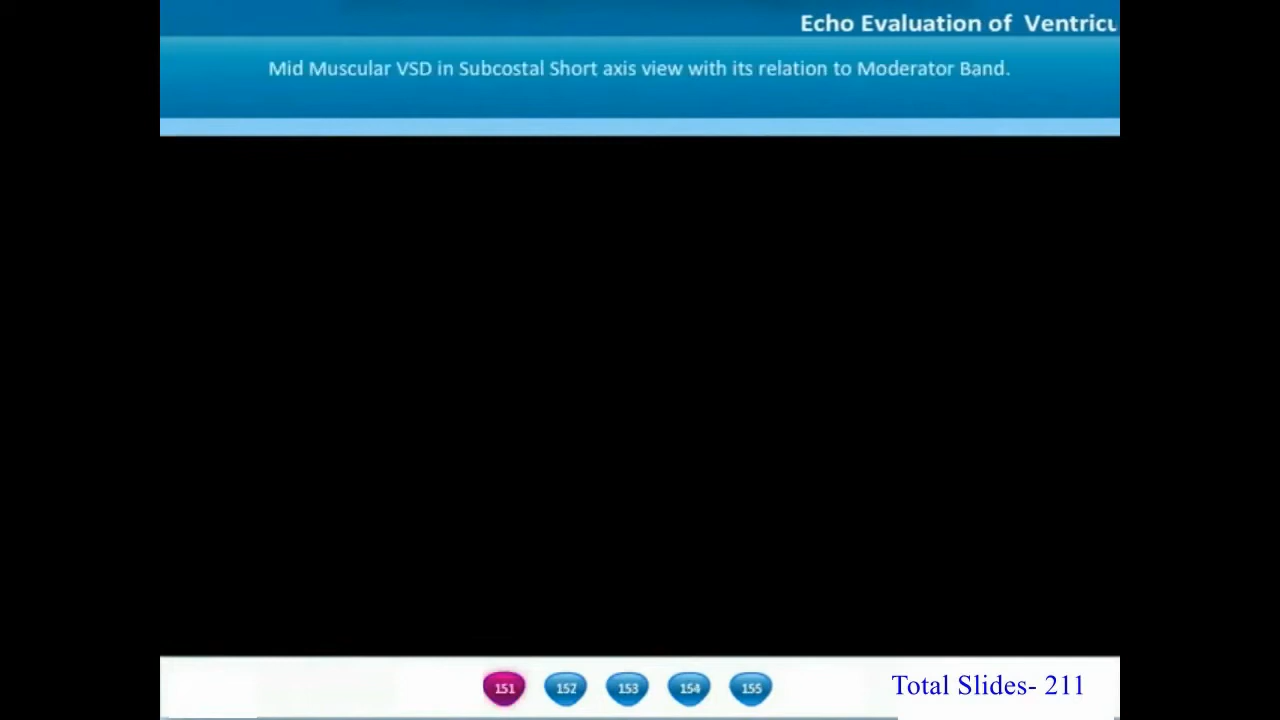 Echo Evaluation of Ventricu
Mid Muscular VSD in Subcostal Short axis view with its relation to Moderator Band.
151 152 153 154 155
Total Slides- 211